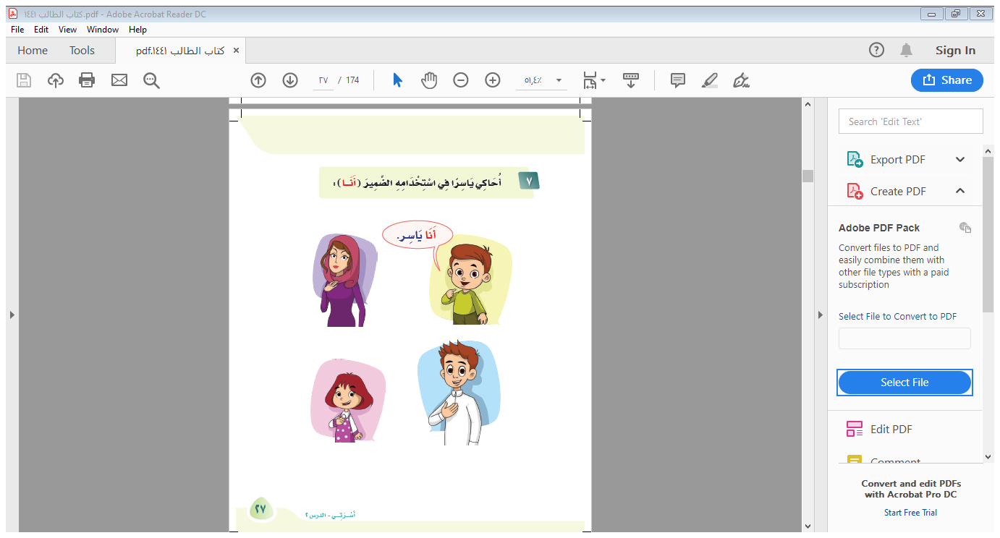 كتاب الطالب ١٤٤١.pdf - Adobe Acrobat Reader DC
File Edit View Window Help
Home Tools كتاب الطالب ١٤٤١.pdf × Sign In
٢٧ / 174 ٥١,٤٪ Share
Search 'Edit Text'
Export PDF
Create PDF
Adobe PDF Pack
Convert files to PDF and
easily combine them with
other file types with a paid
subscription
Select File to Convert to PDF
Select File
Edit PDF
Comment
Convert and edit PDFs
with Acrobat Pro DC
Start Free Trial
٧ أُحَاكِي يَاسِرًا فِي اسْتِخْدَامِهِ الضَّمِيرَ (أَنَـا) :
أَنَا يَاسِر.
٢٧
أُسْـرَتِـي - الدرس ٢